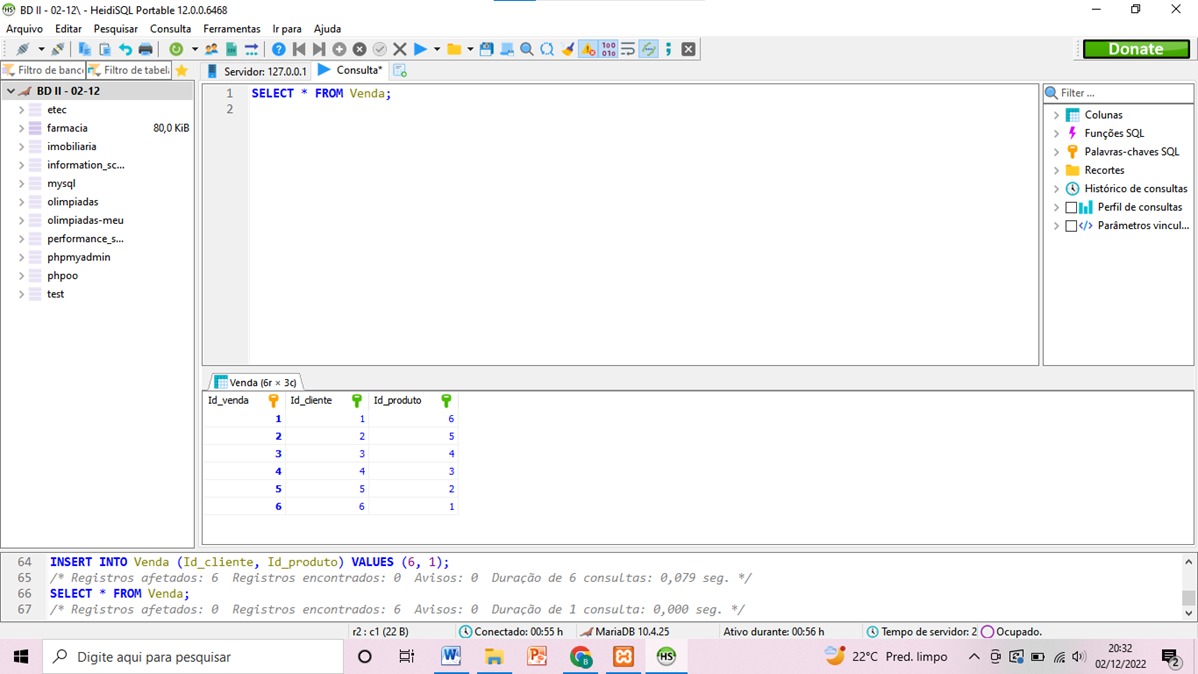 BD II - 02-12\ - HeidiSQL Portable 12.0.0.6468
Arquivo Editar Pesquisar Consulta Ferramentas Ir para Ajuda
Donate
Filtro de banc Filtro de tabel Servidor: 127.0.0.1 Consulta*
BD II - 02-12
etec
farmacia 80,0 KiB
imobiliaria
information_sc...
mysql
olimpiadas
olimpiadas-meu
performance_s...
phpmyadmin
phpoo
test
1 SELECT * FROM Venda;
2
Filter ...
Colunas
Funções SQL
Palavras-chaves SQL
Recortes
Histórico de consultas
Perfil de consultas
Parâmetros vincul...
Venda (6r × 3c)
Id_venda Id_cliente Id_produto
1 1 6
2 2 5
3 3 4
4 4 3
5 5 2
6 6 1
64 INSERT INTO Venda (Id_cliente, Id_produto) VALUES (6, 1);
65 /* Registros afetados: 6 Registros encontrados: 0 Avisos: 0 Duração de 6 consultas: 0,079 seg. */
66 SELECT * FROM Venda;
67 /* Registros afetados: 0 Registros encontrados: 6 Avisos: 0 Duração de 1 consulta: 0,000 seg. */
r2 : c1 (22 B) Conectado: 00:55 h MariaDB 10.4.25 Ativo durante: 00:56 h Tempo de servidor: 2 Ocupado.
Digite aqui para pesquisar
22°C Pred. limpo
20:32
02/12/2022
2